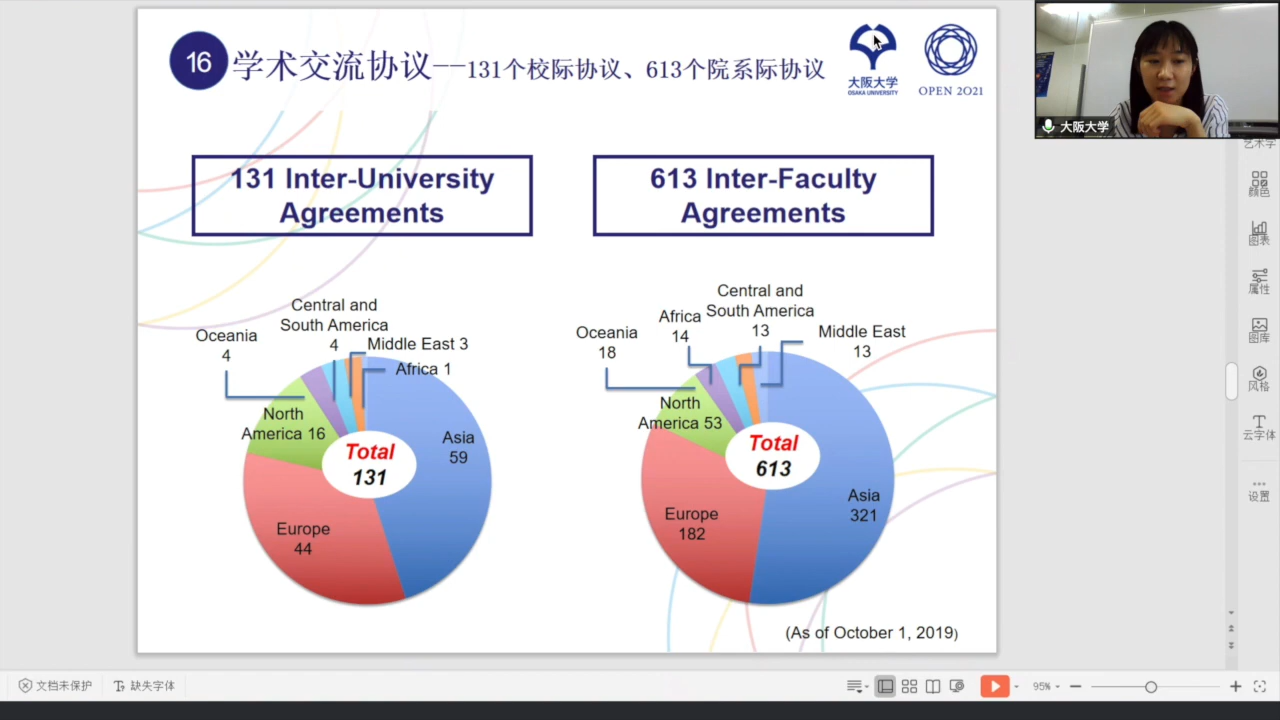 16
学术交流协议--131个校际协议、613个院系际协议
大阪大学
OSAKA UNIVERSITY
OPEN 2O21
大阪大学
131 Inter-University
Agreements
613 Inter-Faculty
Agreements
Central and
South America
4
Oceania
4
Middle East 3
Africa 1
North
America 16
Asia
59
Total
131
Europe
44
Central and
South America
13
Africa
14
Oceania
18
Middle East
13
North
America 53
Total
613
Asia
321
Europe
182
(As of October 1, 2019)
艺术字
颜色
图表
属性
图库
风格
云字体
设置
文档未保护
缺失字体
95%